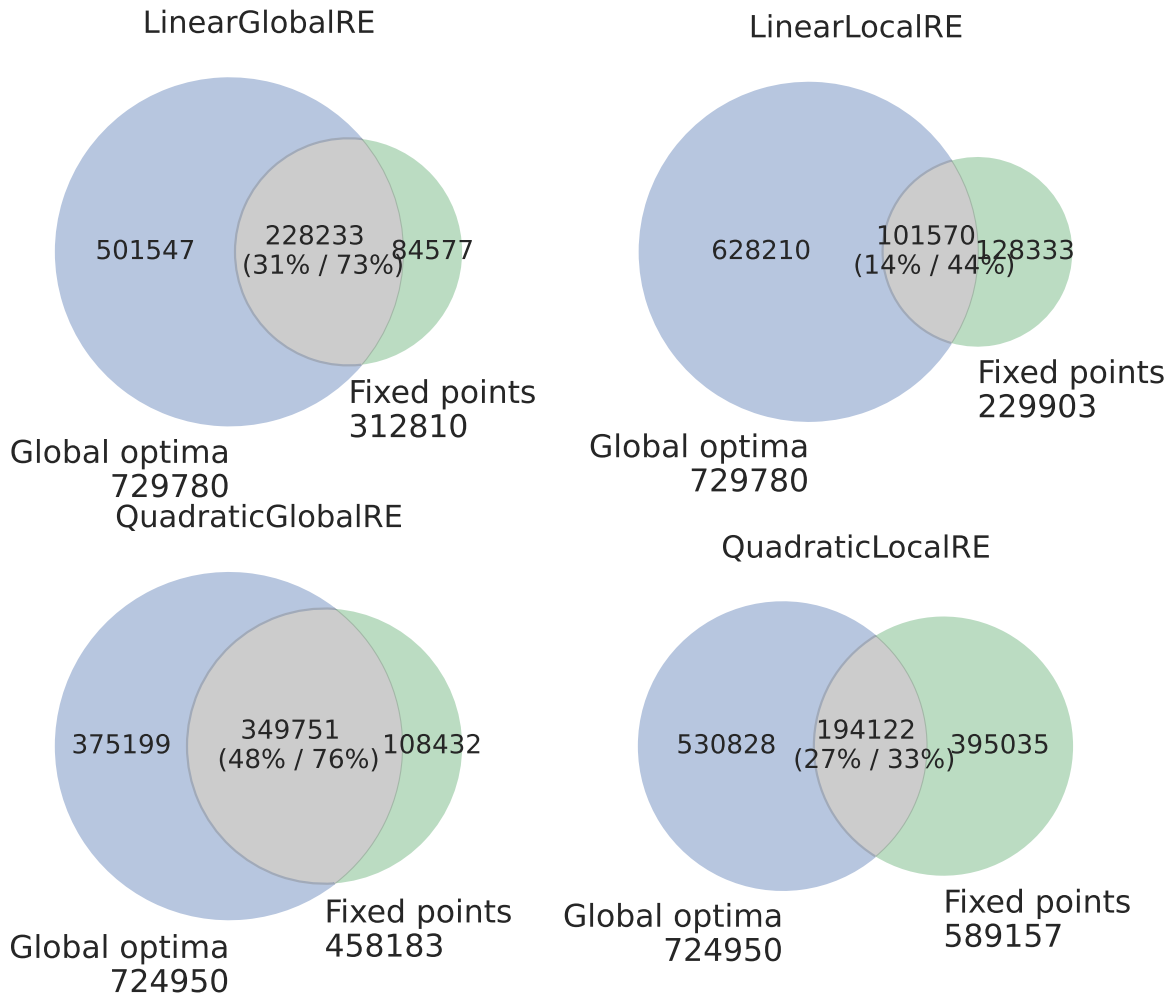 LinearGlobalRE
501547
228233
(31% / 73%)
84577
Fixed points
312810
Global optima
729780
LinearLocalRE
628210
101570
(14% / 44%)
128333
Fixed points
229903
Global optima
729780
QuadraticGlobalRE
375199
349751
(48% / 76%)
108432
Fixed points
458183
Global optima
724950
QuadraticLocalRE
530828
194122
(27% / 33%)
395035
Fixed points
589157
Global optima
724950